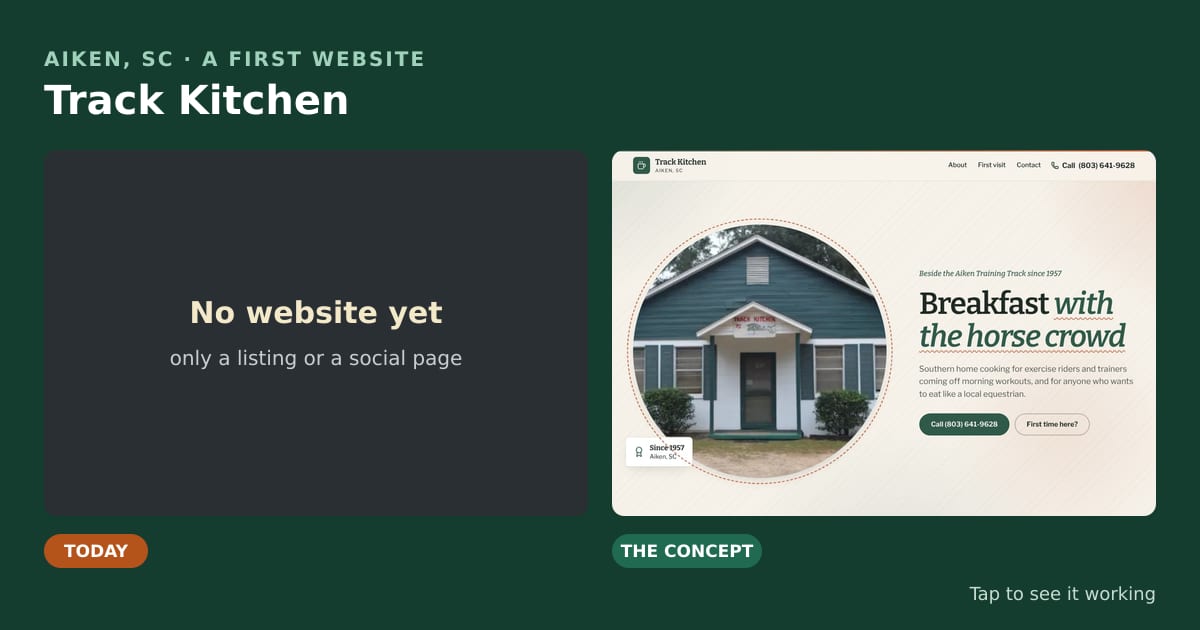 AIKEN, SC · A FIRST WEBSITE
Track Kitchen
No website yet
only a listing or a social page
TODAY
Track Kitchen
AIKEN, SC
About First visit Contact Call (803) 641-9628
TRACK KITCHEN
Since 1957
Aiken, SC
Beside the Aiken Training Track since 1957
Breakfast with
the horse crowd
Southern home cooking for exercise riders and trainers
coming off morning workouts, and for anyone who wants
to eat like a local equestrian.
Call (803) 641-9628 First time here?
THE CONCEPT
Tap to see it working